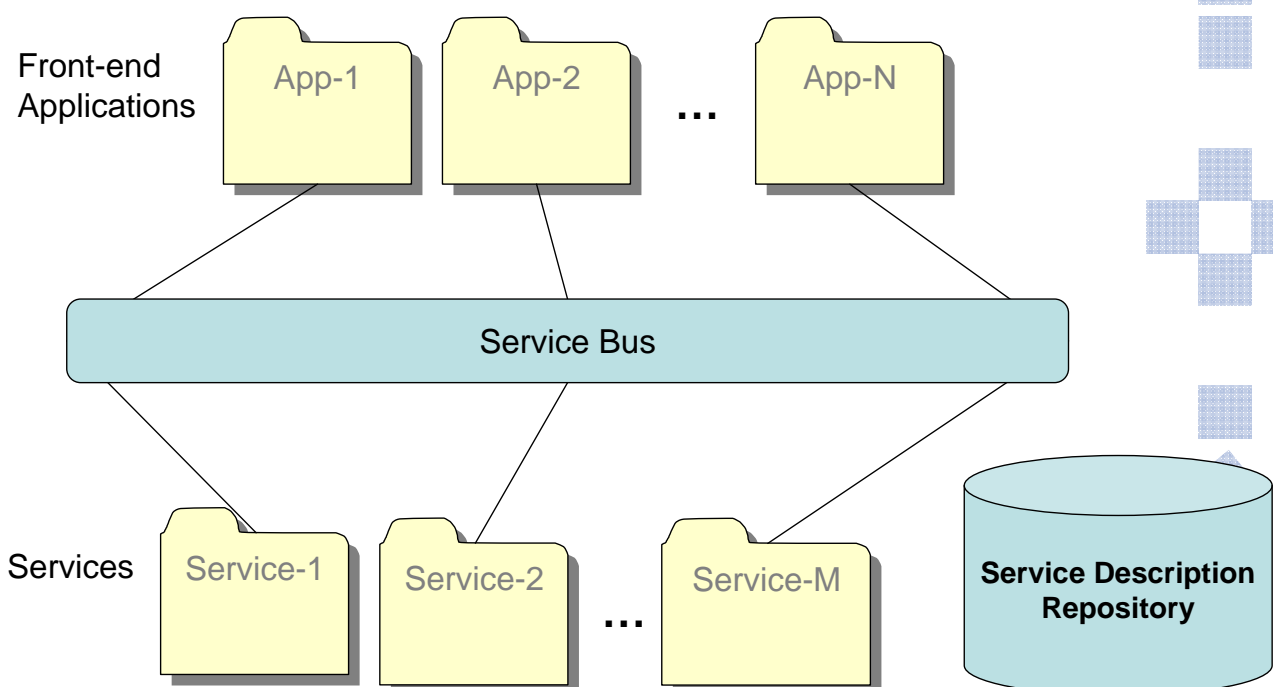 Front-end
Applications
App-1
App-2
...
App-N
Service Bus
Services
Service-1
Service-2
...
Service-M
Service Description
Repository